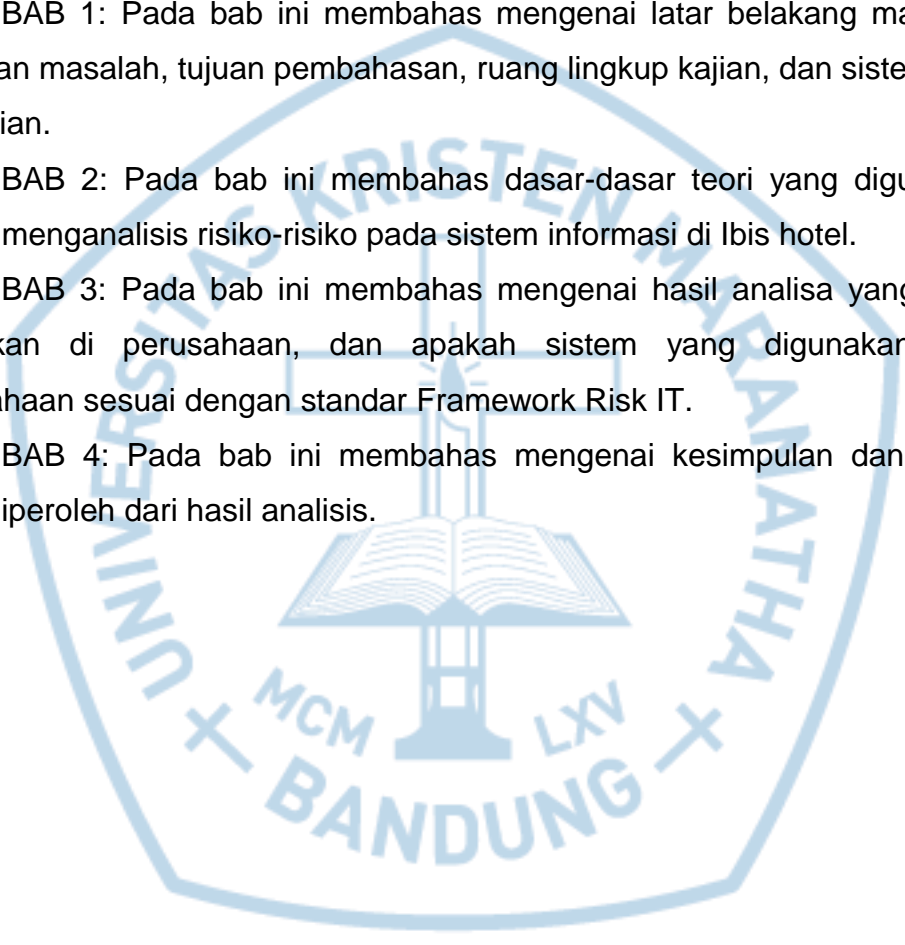 BAB 1: Pada bab ini membahas mengenai latar belakang
an masalah, tujuan pembahasan, ruang lingkup kajian, dan
ian.
BAB 2: Pada bab ini membahas dasar-dasar teori yang
menganalisis risiko-risiko pada sistem informasi di Ibis hotel.
BAB 3: Pada bab ini membahas mengenai hasil analisa yang
kan di perusahaan, dan apakah sistem yang digunakan
ahaan sesuai dengan standar Framework Risk IT.
BAB 4: Pada bab ini membahas mengenai kesimpulan dan
iperoleh dari hasil analisis.
UNIVERSITAS KRISTEN MARANATHA
MCM LXV
BANDUNG